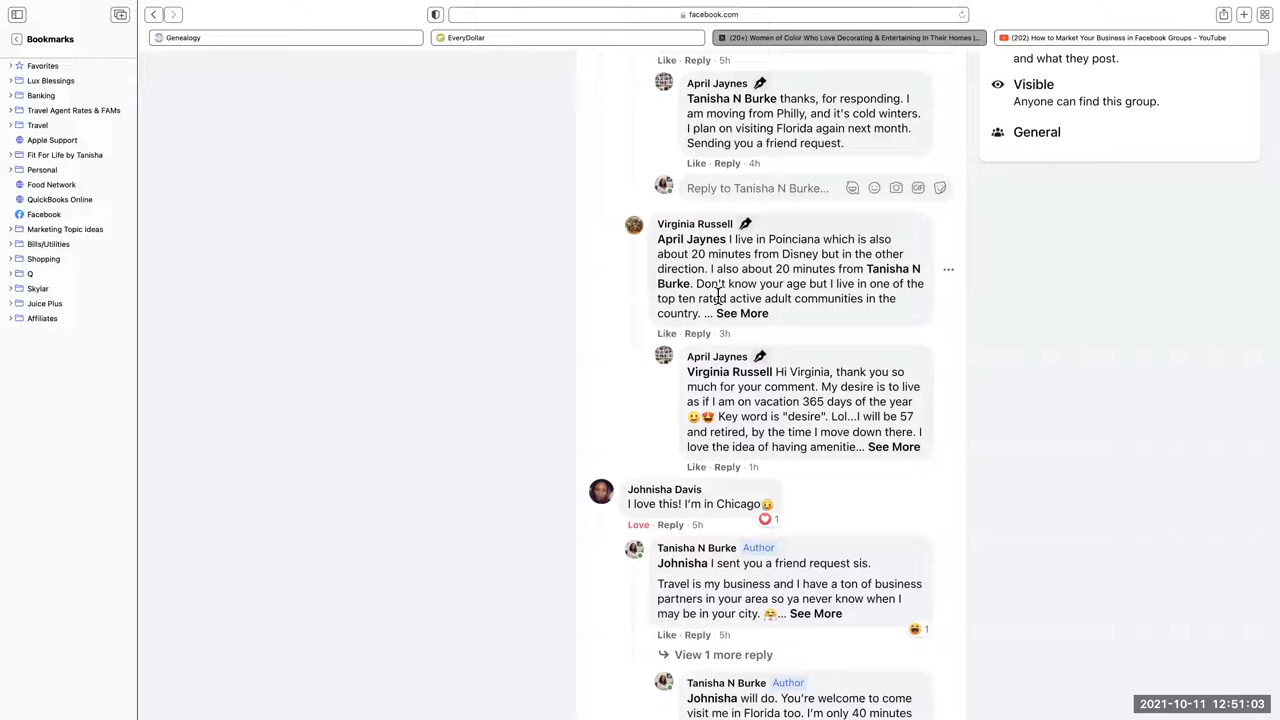 Bookmarks
Favorites
Lux Blessings
Banking
Travel Agent Rates & FAMs
Travel
Apple Support
Fit For Life by Tanisha
Personal
Food Network
QuickBooks Online
Facebook
Marketing Topic Ideas
Bills/Utilities
Shopping
Q
Skylar
Juice Plus
Affiliates
facebook.com
Genealogy
EveryDollar
(20+) Women of Color Who Love Decorating & Entertaining In Their Homes |...
(202) How to Market Your Business in Facebook Groups - YouTube
Like · Reply · 5h
April Jaynes
Tanisha N Burke thanks, for responding. I
am moving from Philly, and it's cold winters.
I plan on visiting Florida again next month.
Sending you a friend request.
Like · Reply · 4h
Reply to Tanisha N Burke...
Virginia Russell
April Jaynes I live in Poinciana which is also
about 20 minutes from Disney but in the other
direction. I also about 20 minutes from Tanisha N
Burke. Don't know your age but I live in one of the
top ten rated active adult communities in the
country. ... See More
Like · Reply · 3h
April Jaynes
Virginia Russell Hi Virginia, thank you so
much for your comment. My desire is to live
as if I am on vacation 365 days of the year
😉😍 Key word is "desire". Lol...I will be 57
and retired, by the time I move down there. I
love the idea of having amenitie... See More
Like · Reply · 1h
Johnisha Davis
I love this! I'm in Chicago
1
Love · Reply · 5h
Tanisha N Burke Author
Johnisha I sent you a friend request sis.
Travel is my business and I have a ton of business
partners in your area so ya never know when I
may be in your city. 🤗... See More
1
Like · Reply · 5h
View 1 more reply
Tanisha N Burke Author
Johnisha will do. You're welcome to come
visit me in Florida too. I'm only 40 minutes
and what they post.
Visible
Anyone can find this group.
General
2021-10-11 12:51:03